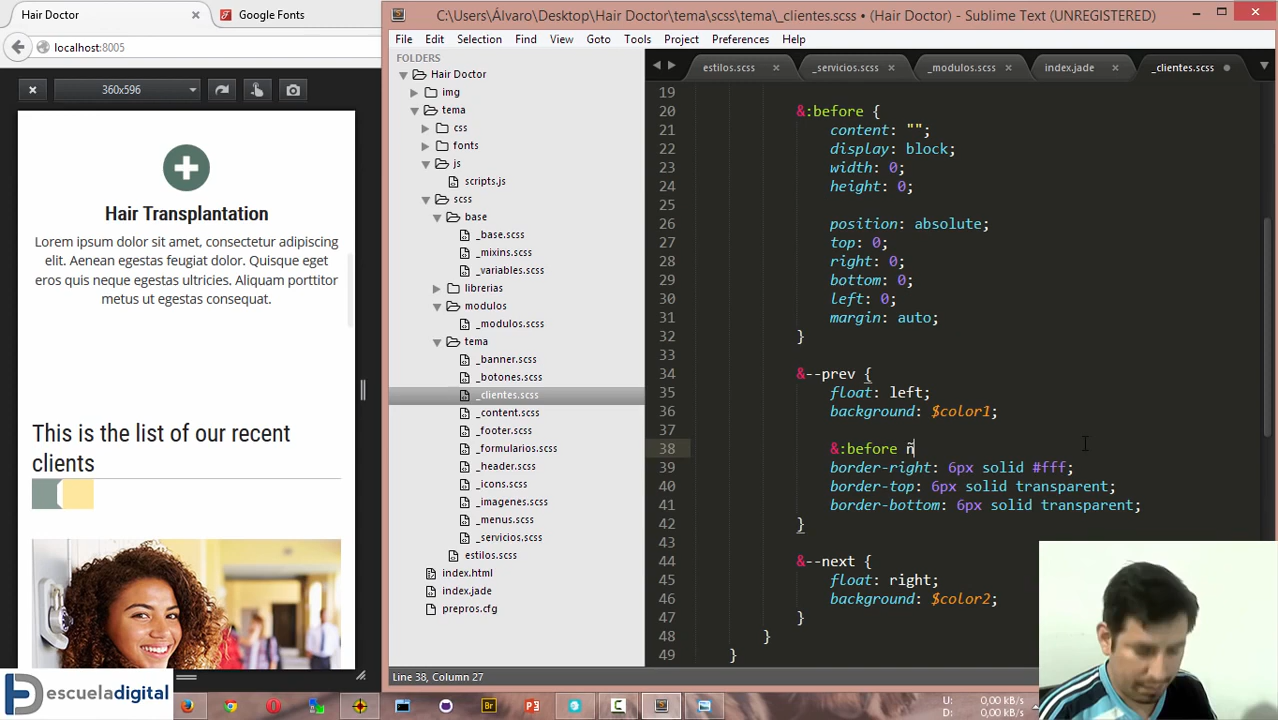 Hair Doctor
Google Fonts
localhost:8005
360x596
Hair Transplantation
Lorem ipsum dolor sit amet, consectetur adipiscing
elit. Aenean egestas feugiat dolor. Quisque eget
eros quis neque egestas ultricies. Aliquam porttitor
metus ut egestas consequat.
This is the list of our recent
clients
escueladigital
C:\Users\Álvaro\Desktop\Hair Doctor\tema\scss\tema\_clientes.scss • (Hair Doctor) - Sublime Text (UNREGISTERED)
File Edit Selection Find View Goto Tools Project Preferences Help
FOLDERS
Hair Doctor
img
tema
css
fonts
js
scripts.js
scss
base
_base.scss
_mixins.scss
_variables.scss
librerias
modulos
_modulos.scss
tema
_banner.scss
_botones.scss
_clientes.scss
_content.scss
_footer.scss
_formularios.scss
_header.scss
_icons.scss
_imagenes.scss
_menus.scss
_servicios.scss
estilos.scss
index.html
index.jade
prepros.cfg
estilos.scss _servicios.scss _modulos.scss index.jade _clientes.scss
19
20 &:before {
21 content: "";
22 display: block;
23 width: 0;
24 height: 0;
25
26 position: absolute;
27 top: 0;
28 right: 0;
29 bottom: 0;
30 left: 0;
31 margin: auto;
32 }
33
34 &--prev {
35 float: left;
36 background: $color1;
37
38 &:before ñ
39 border-right: 6px solid #fff;
40 border-top: 6px solid transparent;
41 border-bottom: 6px solid transparent;
42 }
43
44 &--next {
45 float: right;
46 background: $color2;
47 }
48 }
49 }
Line 38, Column 27
Br
U: 0,00 kB/s
D: 0,00 kB/s